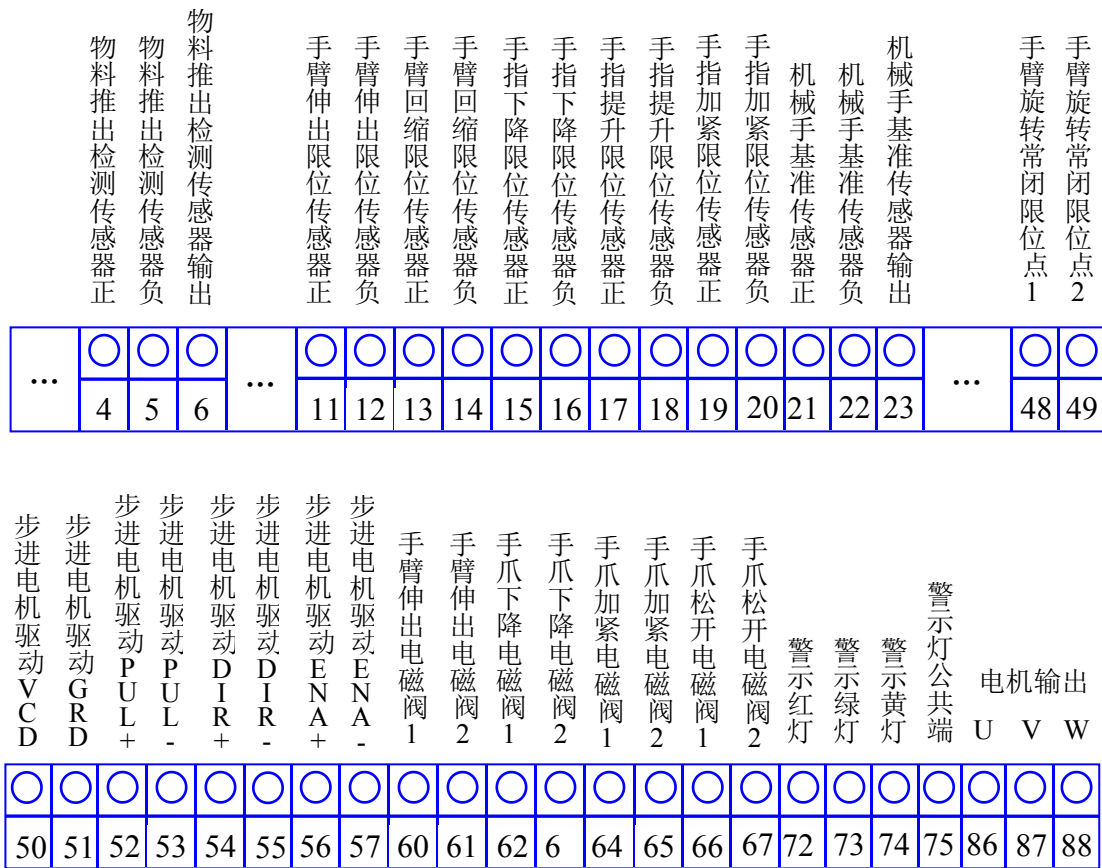 物料推出检测传感器正
物料推出检测传感器负
物料推出检测传感器输出
手臂伸出限位传感器正
手臂伸出限位传感器负
手臂回缩限位传感器正
手臂回缩限位传感器负
手指下降限位传感器正
手指下降限位传感器负
手指提升限位传感器正
手指提升限位传感器负
手指加紧限位传感器正
手指加紧限位传感器负
机械手基准传感器正
机械手基准传感器负
机械手基准传感器输出
手臂旋转常闭限位点1
手臂旋转常闭限位点2
... 4 5 6 ... 11 12 13 14 15 16 17 18 19 20 21 22 23 ... 48 49
步进电机驱动VCD
步进电机驱动GRD
步进电机驱动PUL+
步进电机驱动PUL-
步进电机驱动DIR+
步进电机驱动DIR-
步进电机驱动ENA+
步进电机驱动ENA-
手臂伸出电磁阀1
手臂伸出电磁阀2
手爪下降电磁阀1
手爪下降电磁阀2
手爪加紧电磁阀1
手爪加紧电磁阀2
手爪松开电磁阀1
手爪松开电磁阀2
警示红灯
警示绿灯
警示黄灯
警示灯公共端
电机输出
U V W
50 51 52 53 54 55 56 57 60 61 62 6 64 65 66 67 72 73 74 75 86 87 88